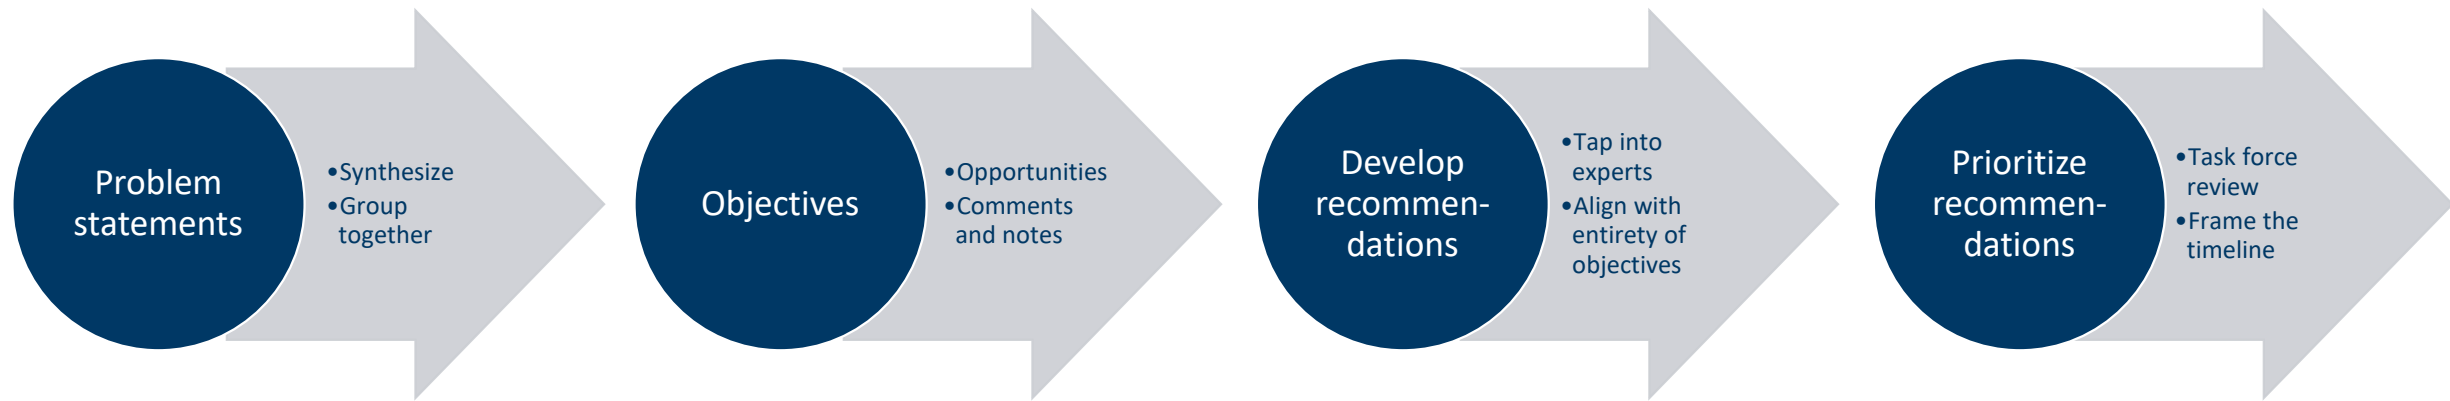 Problem
statements
•Synthesize
•Group
together
Objectives
•Opportunities
•Comments
and notes
Develop
recommen-
dations
•Tap into
experts
•Align with
entirety of
objectives
Prioritize
recommen-
dations
•Task force
review
•Frame the
timeline